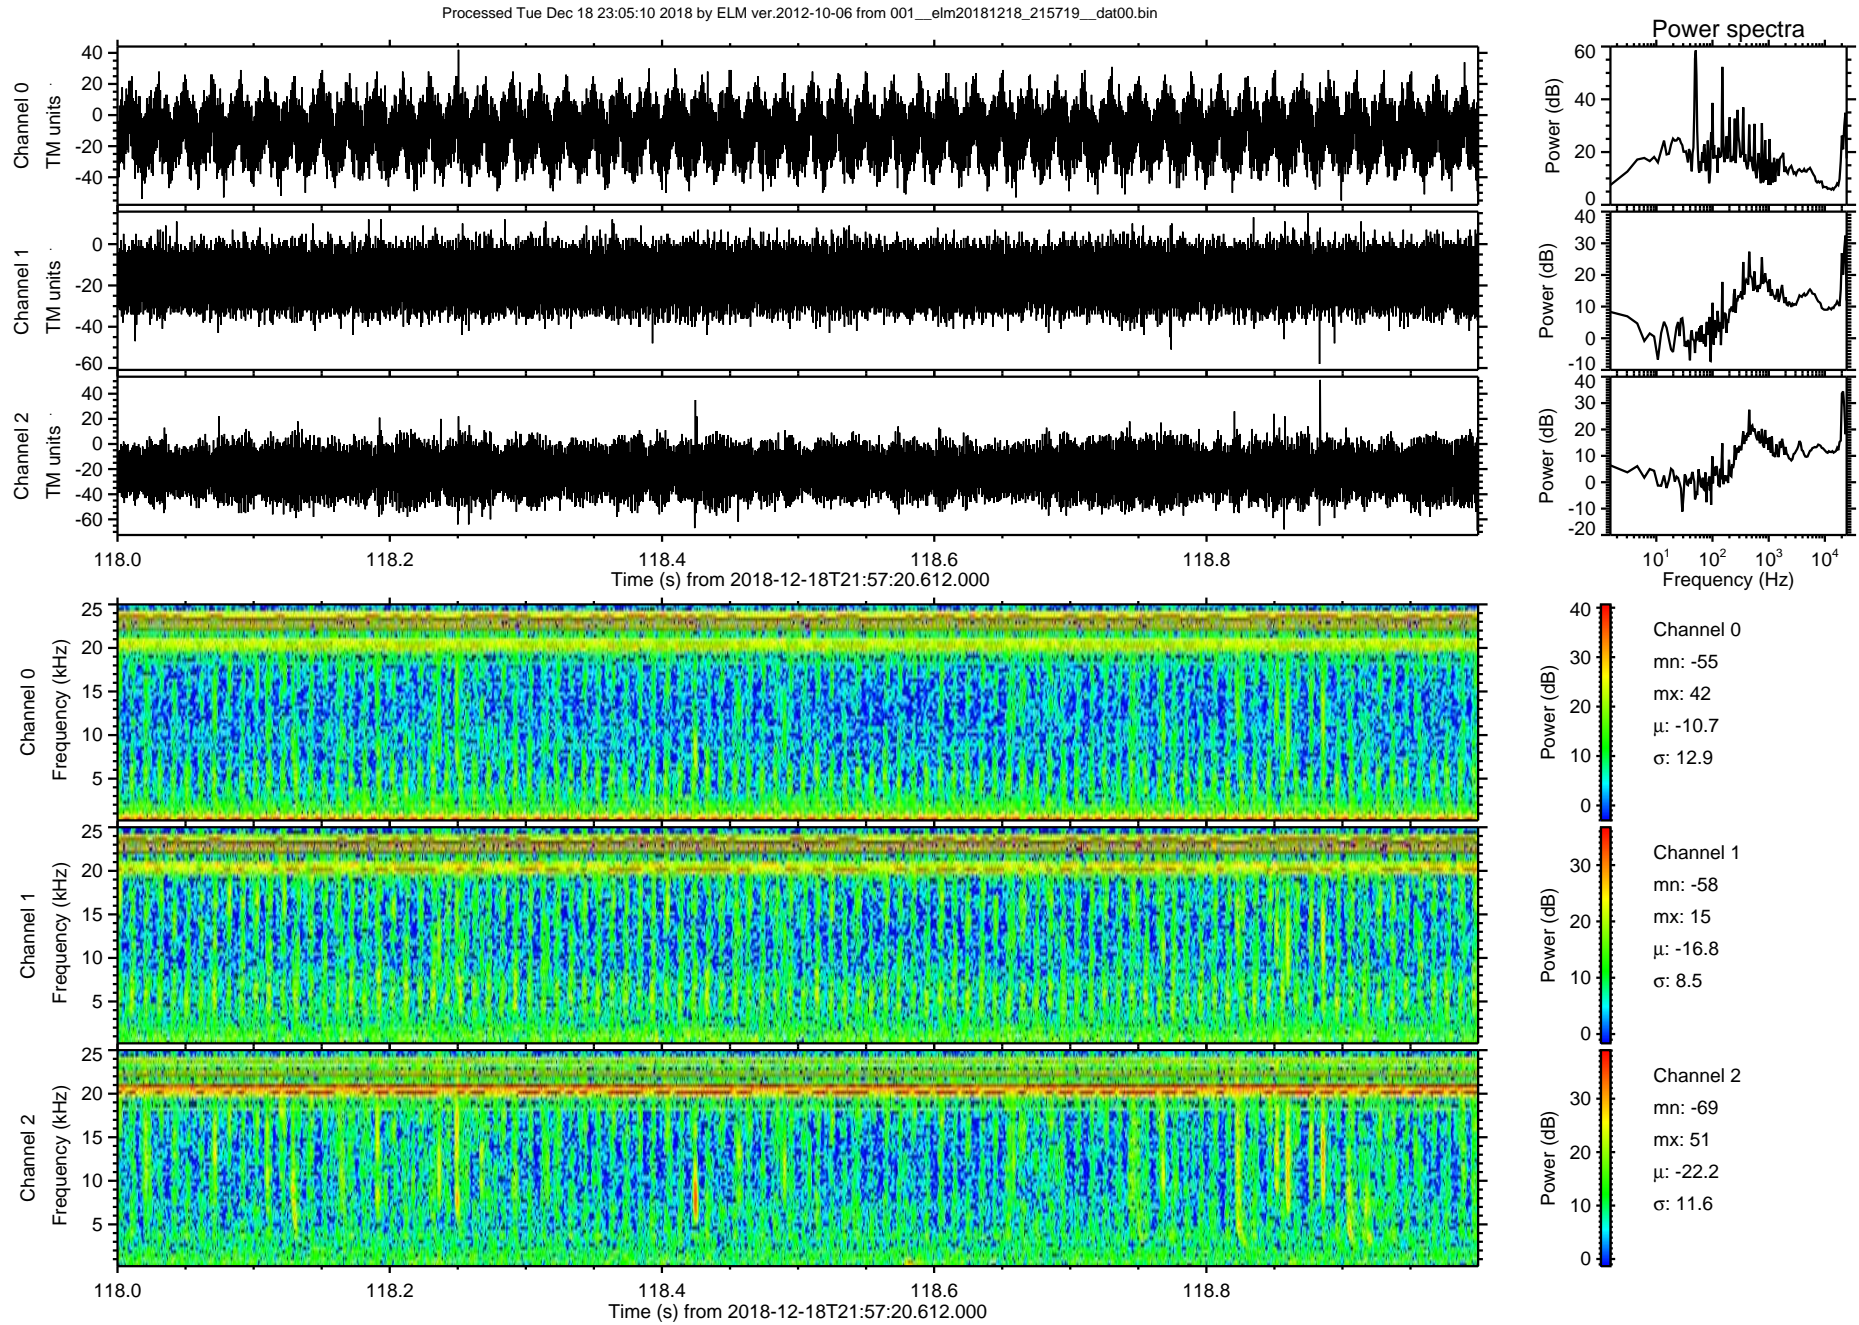 Processed Tue Dec 18 23:05:10 2018 by ELM ver.2012-10-06 from 001__elm20181218_215719__dat00.bin
Power spectra
Channel 0
TM units
40
20
0
-20
-40
Power (dB)
60
40
20
0
Channel 1
TM units
0
-20
-40
-60
Power (dB)
40
30
20
10
0
-10
Channel 2
TM units
40
20
0
-20
-40
-60
Power (dB)
40
30
20
10
0
-10
-20
118.0 118.2 118.4 118.6 118.8
Time (s) from 2018-12-18T21:57:20.612.000
10¹ 10² 10³ 10⁴
Frequency (Hz)
Channel 0
Frequency (kHz)
25
20
15
10
5
Power (dB)
40
30
20
10
0
Channel 0
mn: -55
mx: 42
μ: -10.7
σ: 12.9
Channel 1
Frequency (kHz)
25
20
15
10
5
Power (dB)
30
20
10
0
Channel 1
mn: -58
mx: 15
μ: -16.8
σ: 8.5
Channel 2
Frequency (kHz)
25
20
15
10
5
Power (dB)
30
20
10
0
Channel 2
mn: -69
mx: 51
μ: -22.2
σ: 11.6
118.0 118.2 118.4 118.6 118.8
Time (s) from 2018-12-18T21:57:20.612.000